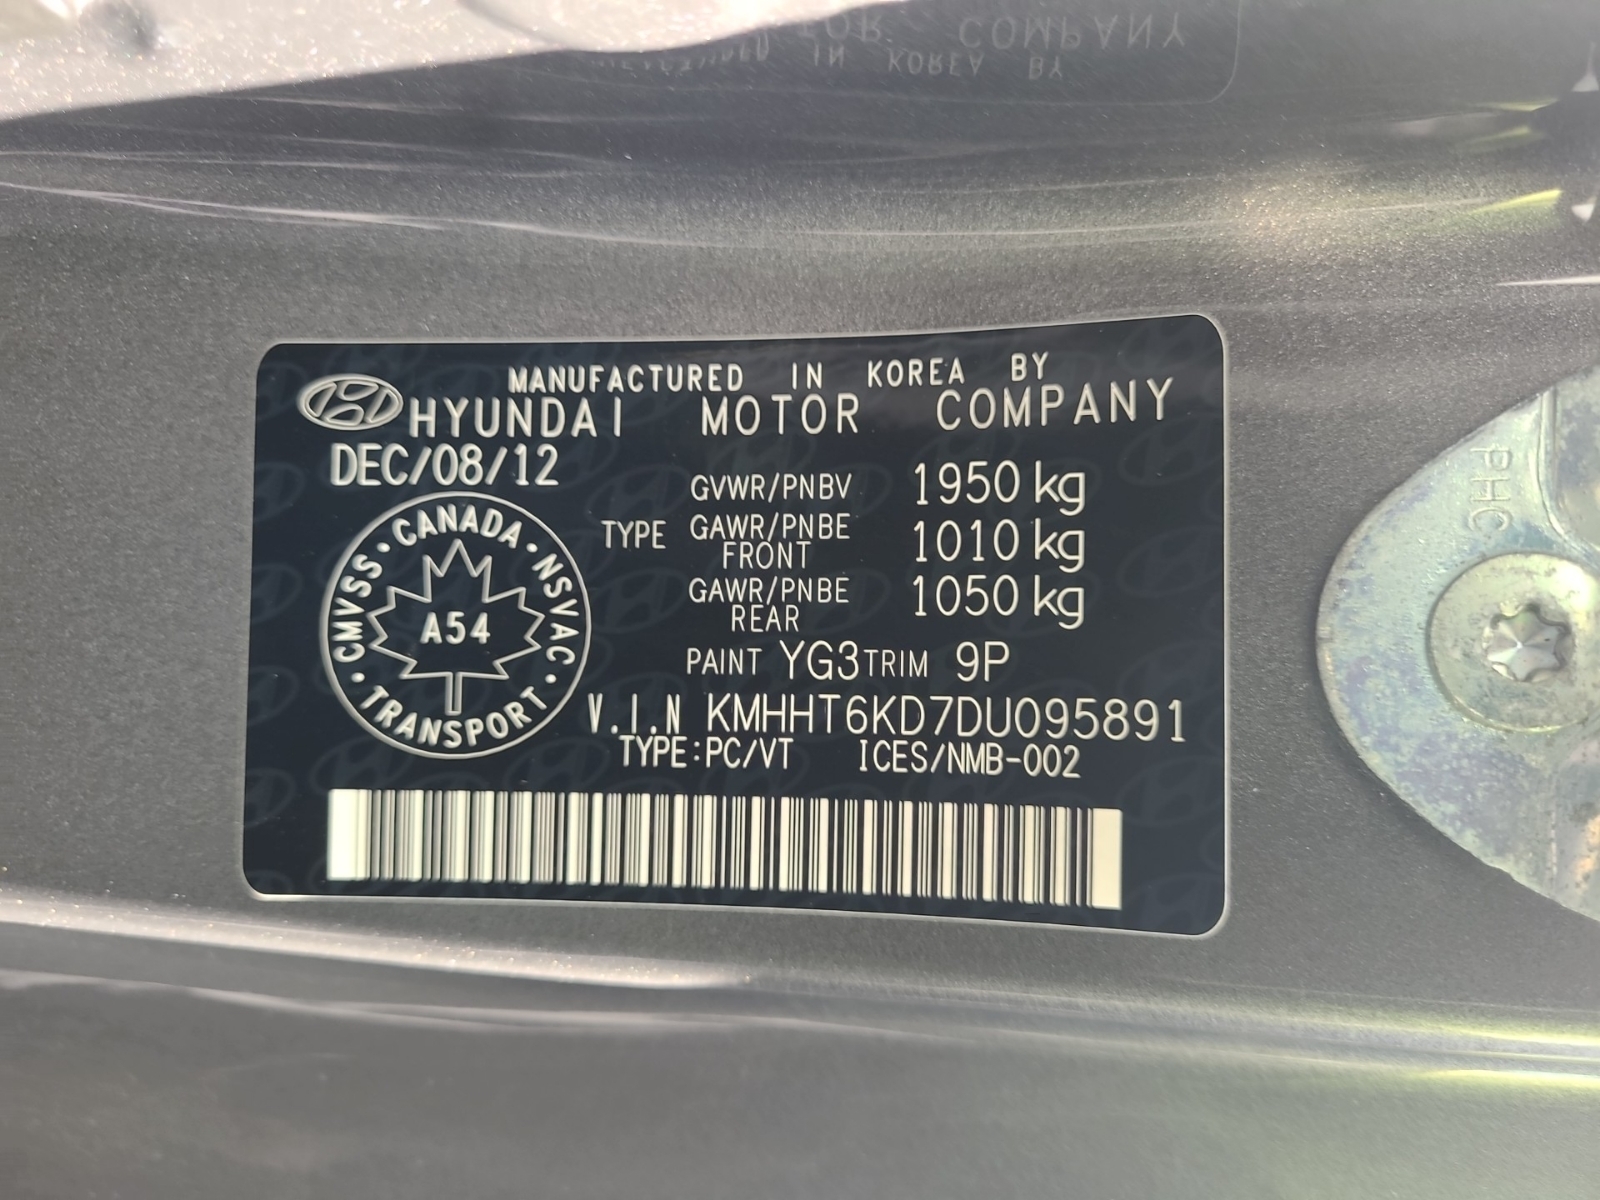 MANUFACTURED IN KOREA BY
HYUNDAI MOTOR COMPANY
DEC/08/12
GVWR/PNBV 1950 kg
TYPE GAWR/PNBE FRONT 1010 kg
GAWR/PNBE REAR 1050 kg
PAINT YG3 TRIM 9P
V.I.N KMHHT6KD7DU095891
TYPE:PC/VT ICES/NMB-002
CMVSS · CANADA · NSVAC · TRANSPORT ·
A54
PHC